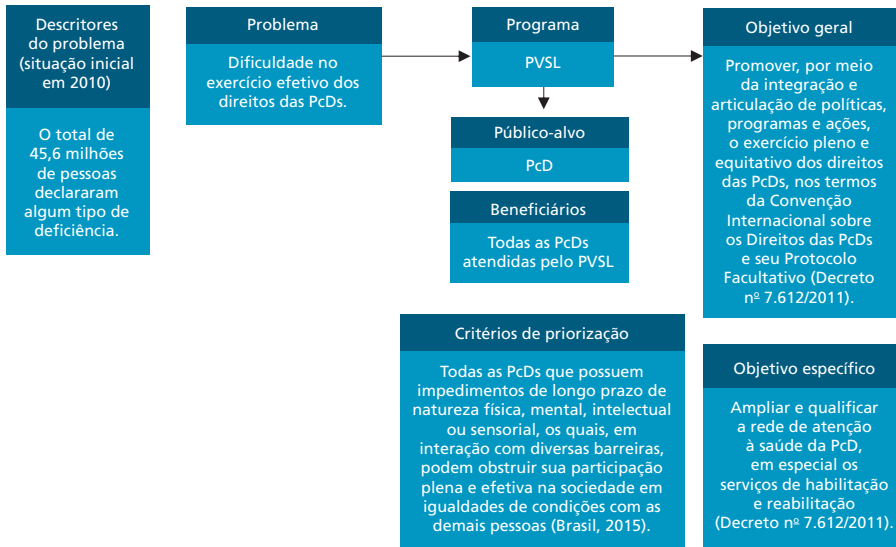 Descritores
do problema
(situação inicial
em 2010)
O total de
45,6 milhões
de pessoas
declararam
algum tipo de
deficiência.
Problema
Dificuldade no
exercício efetivo dos
direitos das PcDs.
Programa
PVSL
Público-alvo
PcD
Beneficiários
Todas as PcDs
atendidas pelo PVSL
Objetivo geral
Promover, por meio
da integração e
articulação de políticas,
programas e ações,
o exercício pleno e
equitativo dos direitos
das PcDs, nos termos
da Convenção
Internacional sobre
os Direitos das PcDs
e seu Protocolo
Facultativo (Decreto
nº 7.612/2011).
Critérios de priorização
Todas as PcDs que possuem
impedimentos de longo prazo de
natureza física, mental, intelectual
ou sensorial, os quais, em
interação com diversas barreiras,
podem obstruir sua participação
plena e efetiva na sociedade em
igualdades de condições com as
demais pessoas (Brasil, 2015).
Objetivo específico
Ampliar e qualificar
a rede de atenção
à saúde da PcD,
em especial os
serviços de habilitação
e reabilitação
(Decreto nº 7.612/2011).